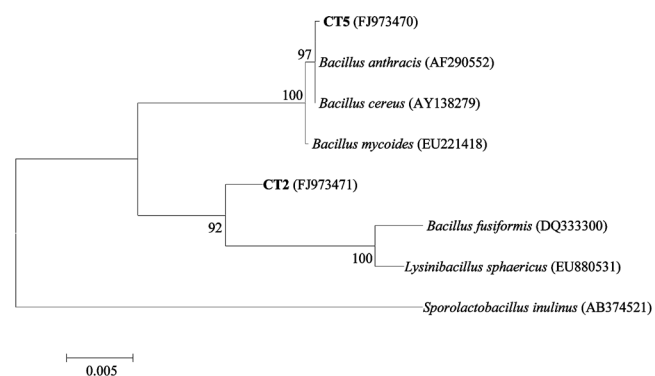 CT5 (FJ973470)
97
Bacillus anthracis (AF290552)
100
Bacillus cereus (AY138279)
Bacillus mycoides (EU221418)
CT2 (FJ973471)
92
Bacillus fusiformis (DQ333300)
100
Lysinibacillus sphaericus (EU880531)
Sporolactobacillus inulinus (AB374521)
0.005